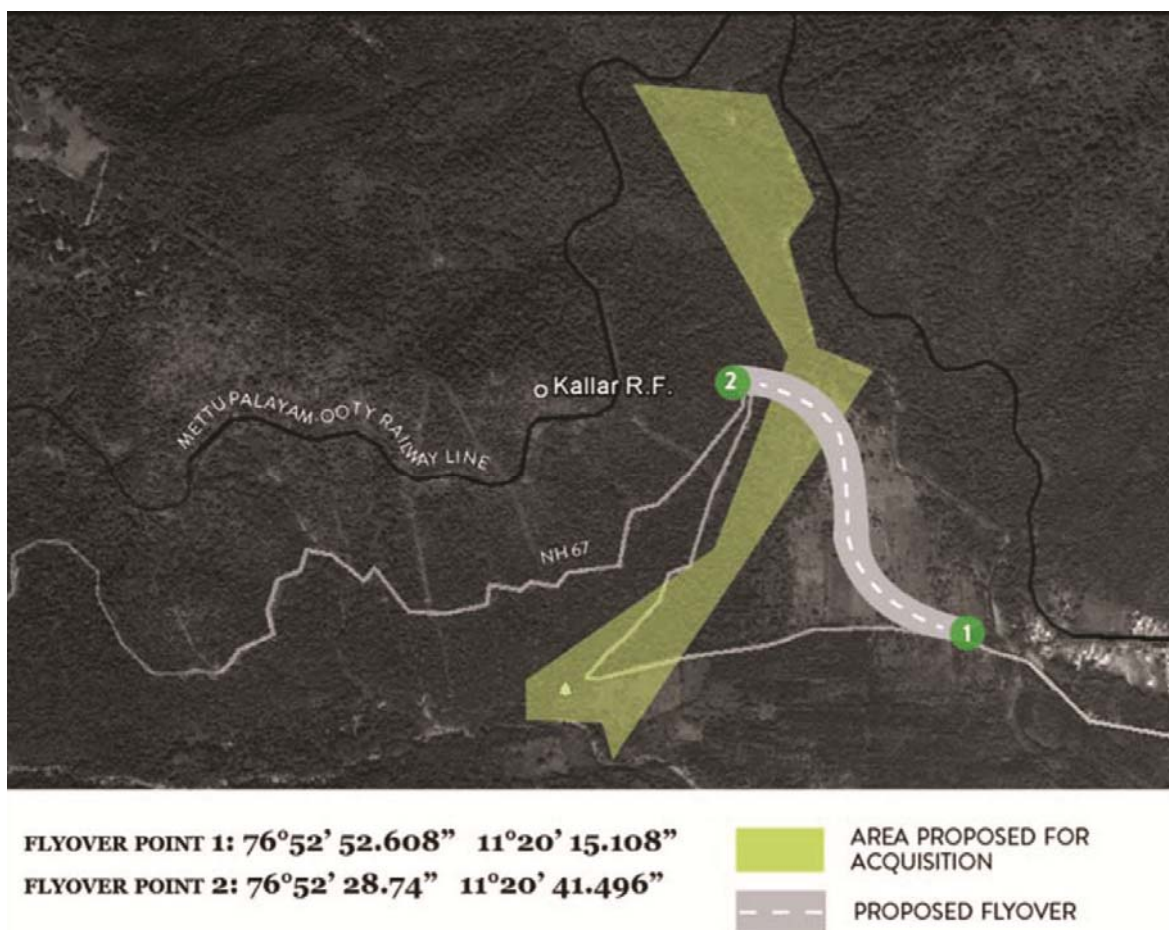 2
Kallar R.F.
METTUPALAYAM-OOTY RAILWAY LINE
NH 67
1
FLYOVER POINT 1: 76°52’ 52.608” 11°20’ 15.108”
FLYOVER POINT 2: 76°52’ 28.74” 11°20’ 41.496”
AREA PROPOSED FOR
ACQUISITION
PROPOSED FLYOVER